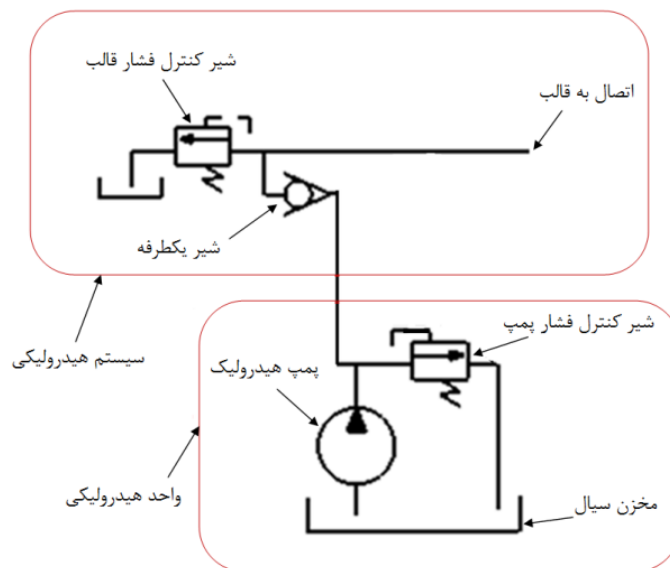 شیر کنترل فشار قالب
اتصال به قالب
شیر یکطرفه
سیستم هیدرولیکی
شیر کنترل فشار پمپ
پمپ هیدرولیک
واحد هیدرولیکی
مخزن سیال